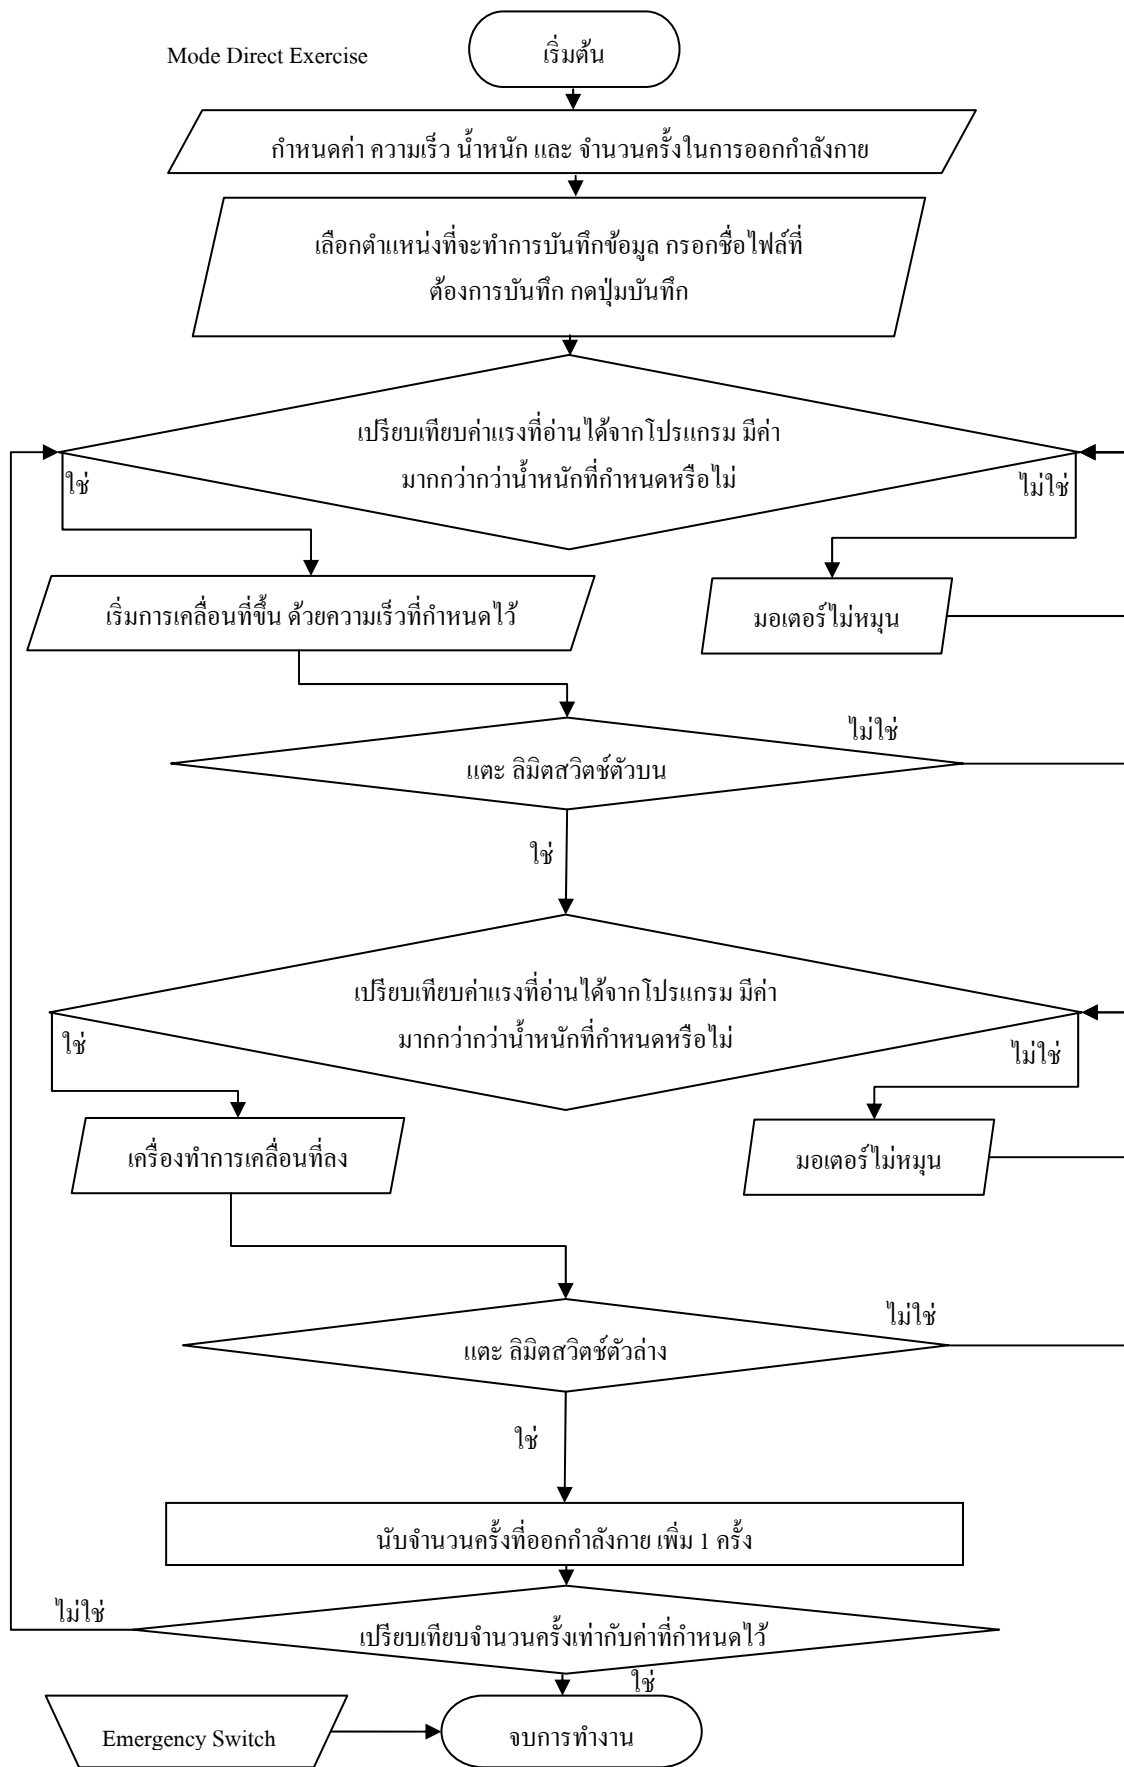 Mode Direct Exercise
เริ่มต้น
กำหนดค่า ความเร็ว น้ำหนัก และ จำนวนครั้งในการออกกำลังกาย
เลือกตำแหน่งที่จะทำการบันทึกข้อมูล กรอกชื่อไฟล์ที่
ต้องการบันทึก กดปุ่มบันทึก
เปรียบเทียบค่าแรงที่อ่านได้จากโปรแกรม มีค่า
มากกว่ากว่าน้ำหนักที่กำหนดหรือไม่
ใช่
ไม่ใช่
เริ่มการเคลื่อนที่ขึ้น ด้วยความเร็วที่กำหนดไว้
มอเตอร์ไม่หมุน
ไม่ใช่
แตะ ลิมิตสวิตช์ตัวบน
ใช่
เปรียบเทียบค่าแรงที่อ่านได้จากโปรแกรม มีค่า
มากกว่ากว่าน้ำหนักที่กำหนดหรือไม่
ใช่
ไม่ใช่
เครื่องทำการเคลื่อนที่ลง
มอเตอร์ไม่หมุน
ไม่ใช่
แตะ ลิมิตสวิตช์ตัวล่าง
ใช่
นับจำนวนครั้งที่ออกกำลังกาย เพิ่ม 1 ครั้ง
ไม่ใช่
เปรียบเทียบจำนวนครั้งเท่ากับค่าที่กำหนดไว้
ใช่
Emergency Switch
จบการทำงาน